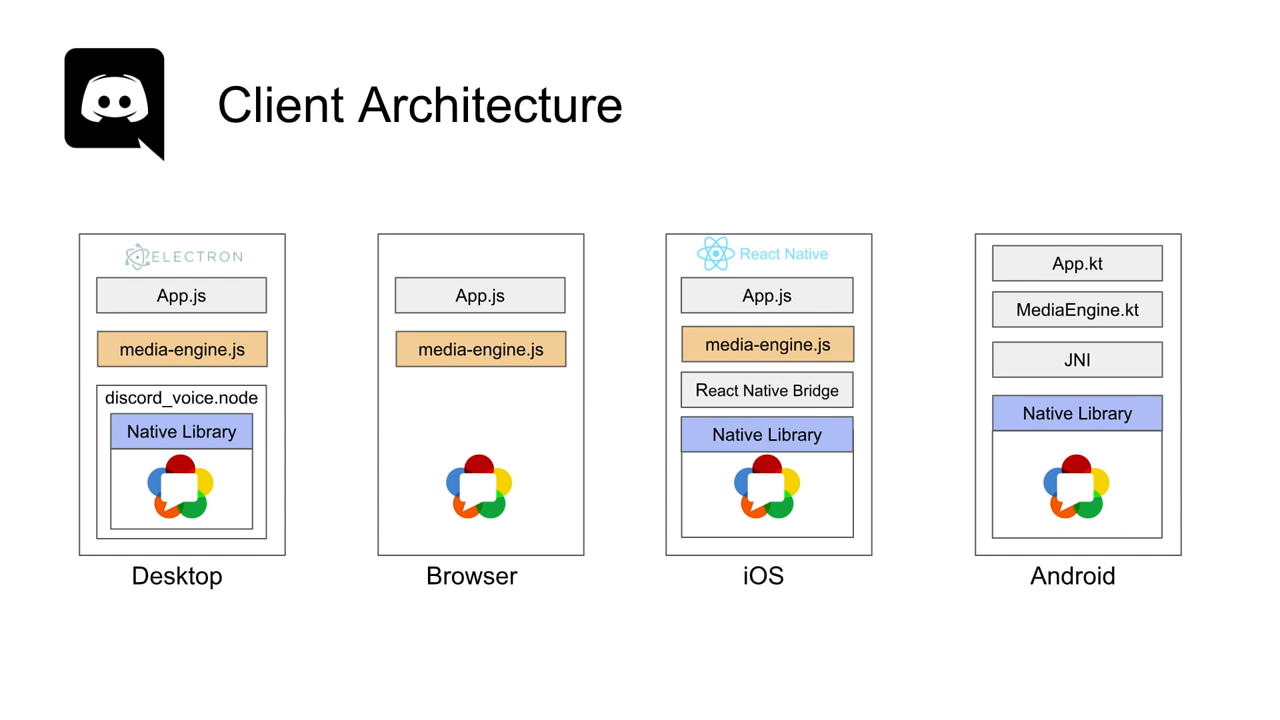 Client Architecture
ELECTRON
App.js
media-engine.js
discord_voice.node
Native Library
Desktop
App.js
media-engine.js
Browser
React Native
App.js
media-engine.js
React Native Bridge
Native Library
iOS
App.kt
MediaEngine.kt
JNI
Native Library
Android